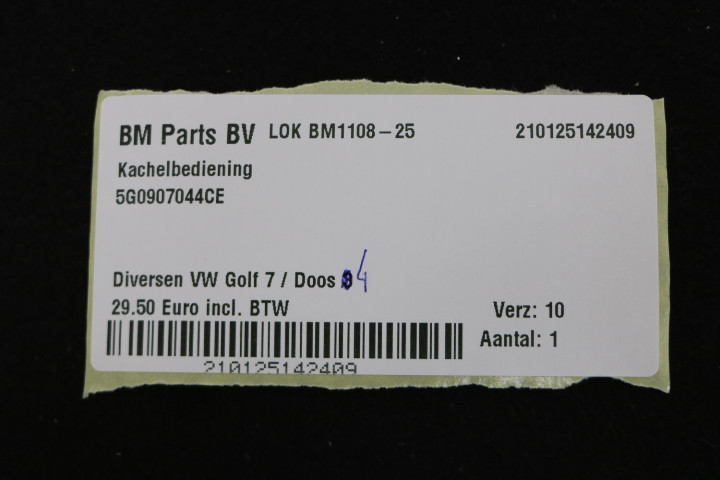 BM Parts BV LOK BM1108-25 210125142409
Kachelbediening
5G0907044CE
Diversen VW Golf 7 / Doos 4
29.50 Euro incl. BTW Verz: 10
Aantal: 1
210125142409